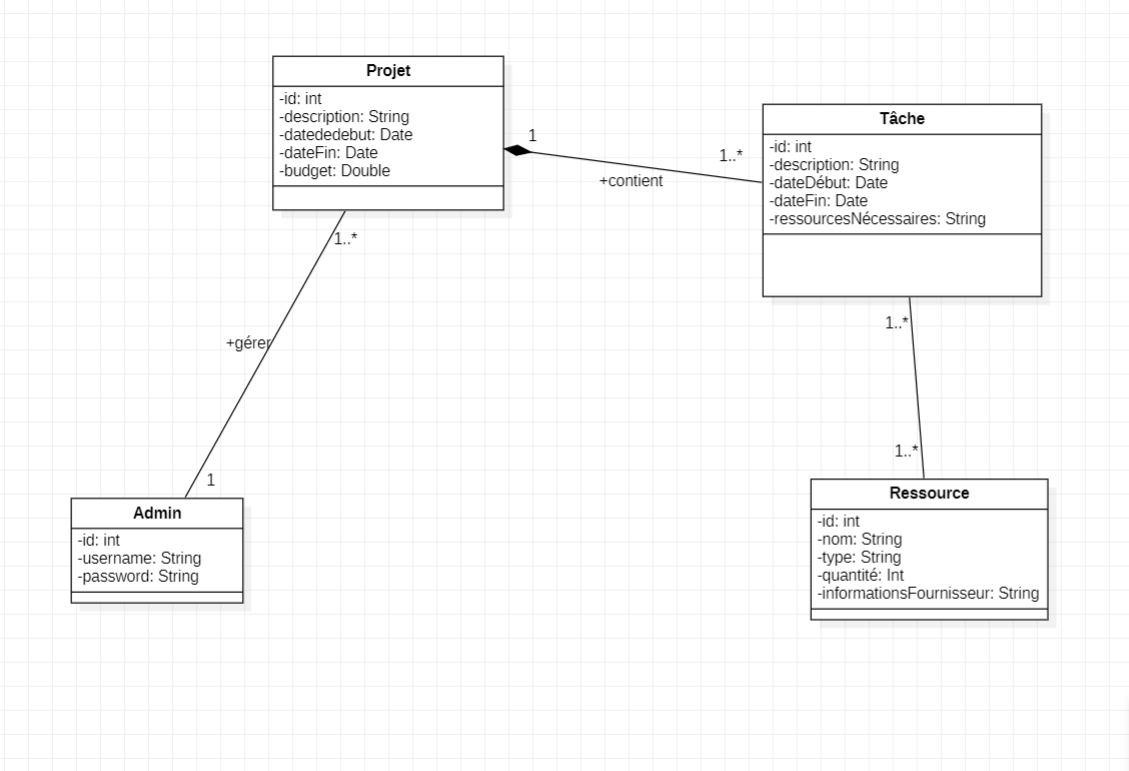 Projet
-id: int
-description: String
-datededebut: Date
-dateFin: Date
-budget: Double
1
1..*
+contient
Tâche
-id: int
-description: String
-dateDébut: Date
-dateFin: Date
-ressourcesNécessaires: String
1..*
+gérer
1
1..*
1..*
Admin
-id: int
-username: String
-password: String
Ressource
-id: int
-nom: String
-type: String
-quantité: Int
-informationsFournisseur: String